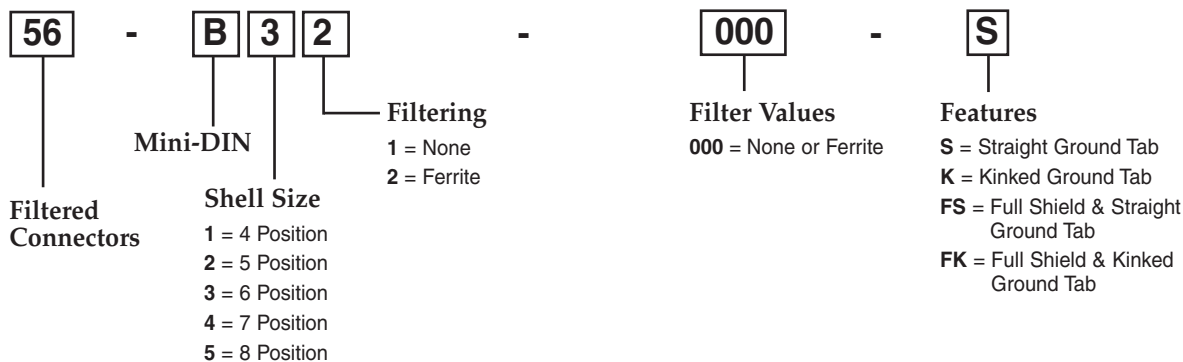 56 - B 3 2 - 000 - S
Filtered
Connectors
Mini-DIN
Shell Size
1 = 4 Position
2 = 5 Position
3 = 6 Position
4 = 7 Position
5 = 8 Position
Filtering
1 = None
2 = Ferrite
Filter Values
000 = None or Ferrite
Features
S = Straight Ground Tab
K = Kinked Ground Tab
FS = Full Shield & Straight
Ground Tab
FK = Full Shield & Kinked
Ground Tab